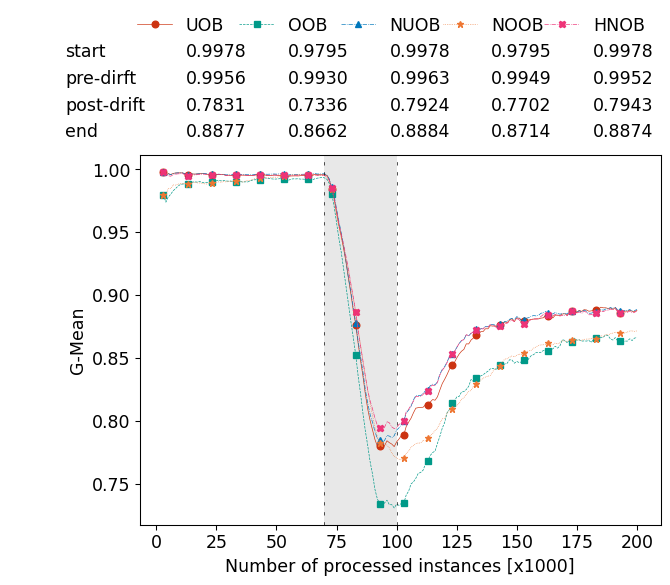 UOB OOB NUOB NOOB HNOB
start 0.9978 0.9795 0.9978 0.9795 0.9978
pre-dirft 0.9956 0.9930 0.9963 0.9949 0.9952
post-drift 0.7831 0.7336 0.7924 0.7702 0.7943
end 0.8877 0.8662 0.8884 0.8714 0.8874
1.00
0.95
0.90
0.85
0.80
0.75
G-Mean
0 25 50 75 100 125 150 175 200
Number of processed instances [x1000]